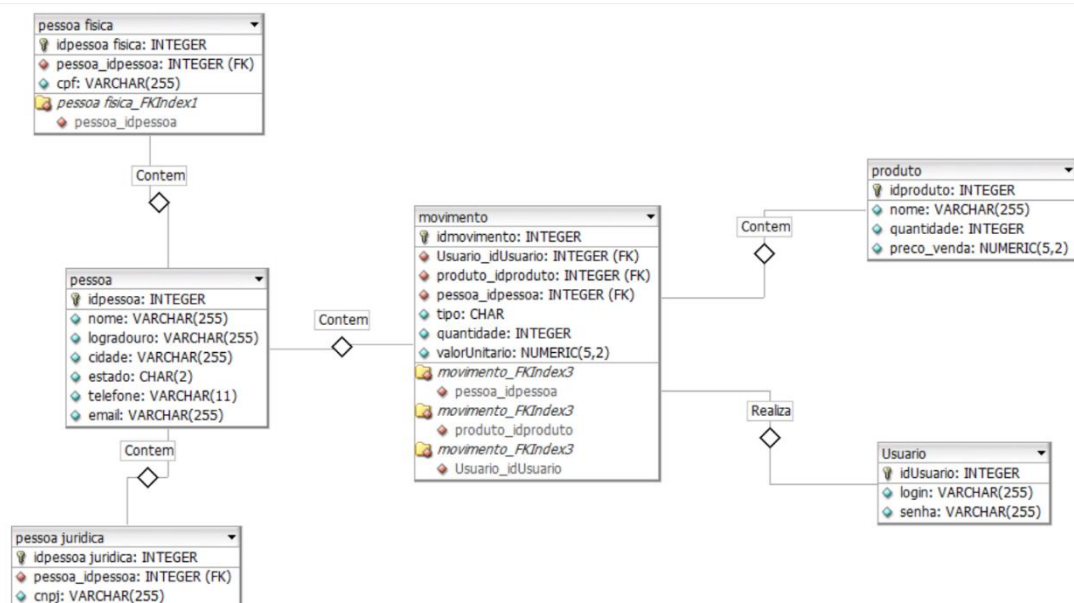 pessoa fisica
idpessoa fisica: INTEGER
pessoa_idpessoa: INTEGER (FK)
cpf: VARCHAR(255)
pessoa fisica_FKIndex1
pessoa_idpessoa
Contem
pessoa
idpessoa: INTEGER
nome: VARCHAR(255)
logradouro: VARCHAR(255)
cidade: VARCHAR(255)
estado: CHAR(2)
telefone: VARCHAR(11)
email: VARCHAR(255)
Contem
pessoa juridica
idpessoa juridica: INTEGER
pessoa_idpessoa: INTEGER (FK)
cnpj: VARCHAR(255)
Contem
movimento
idmovimento: INTEGER
Usuario_idUsuario: INTEGER (FK)
produto_idproduto: INTEGER (FK)
pessoa_idpessoa: INTEGER (FK)
tipo: CHAR
quantidade: INTEGER
valorUnitario: NUMERIC(5,2)
movimento_FKIndex3
pessoa_idpessoa
movimento_FKIndex3
produto_idproduto
movimento_FKIndex3
Usuario_idUsuario
Contem
produto
idproduto: INTEGER
nome: VARCHAR(255)
quantidade: INTEGER
preco_venda: NUMERIC(5,2)
Realiza
Usuario
idUsuario: INTEGER
login: VARCHAR(255)
senha: VARCHAR(255)